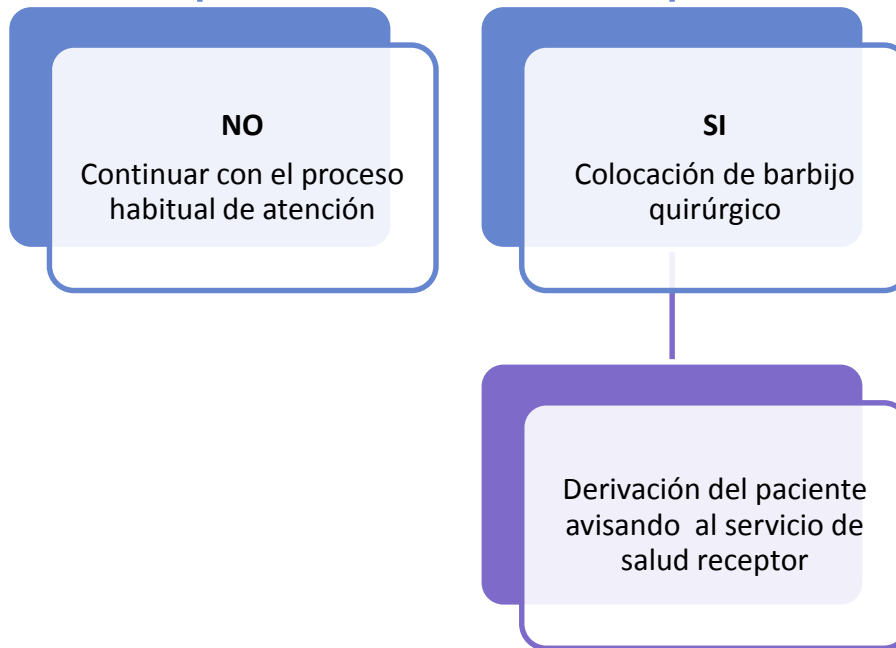 NO
Continuar con el proceso
habitual de atención
SI
Colocación de barbijo
quirúrgico
Derivación del paciente
avisando al servicio de
salud receptor